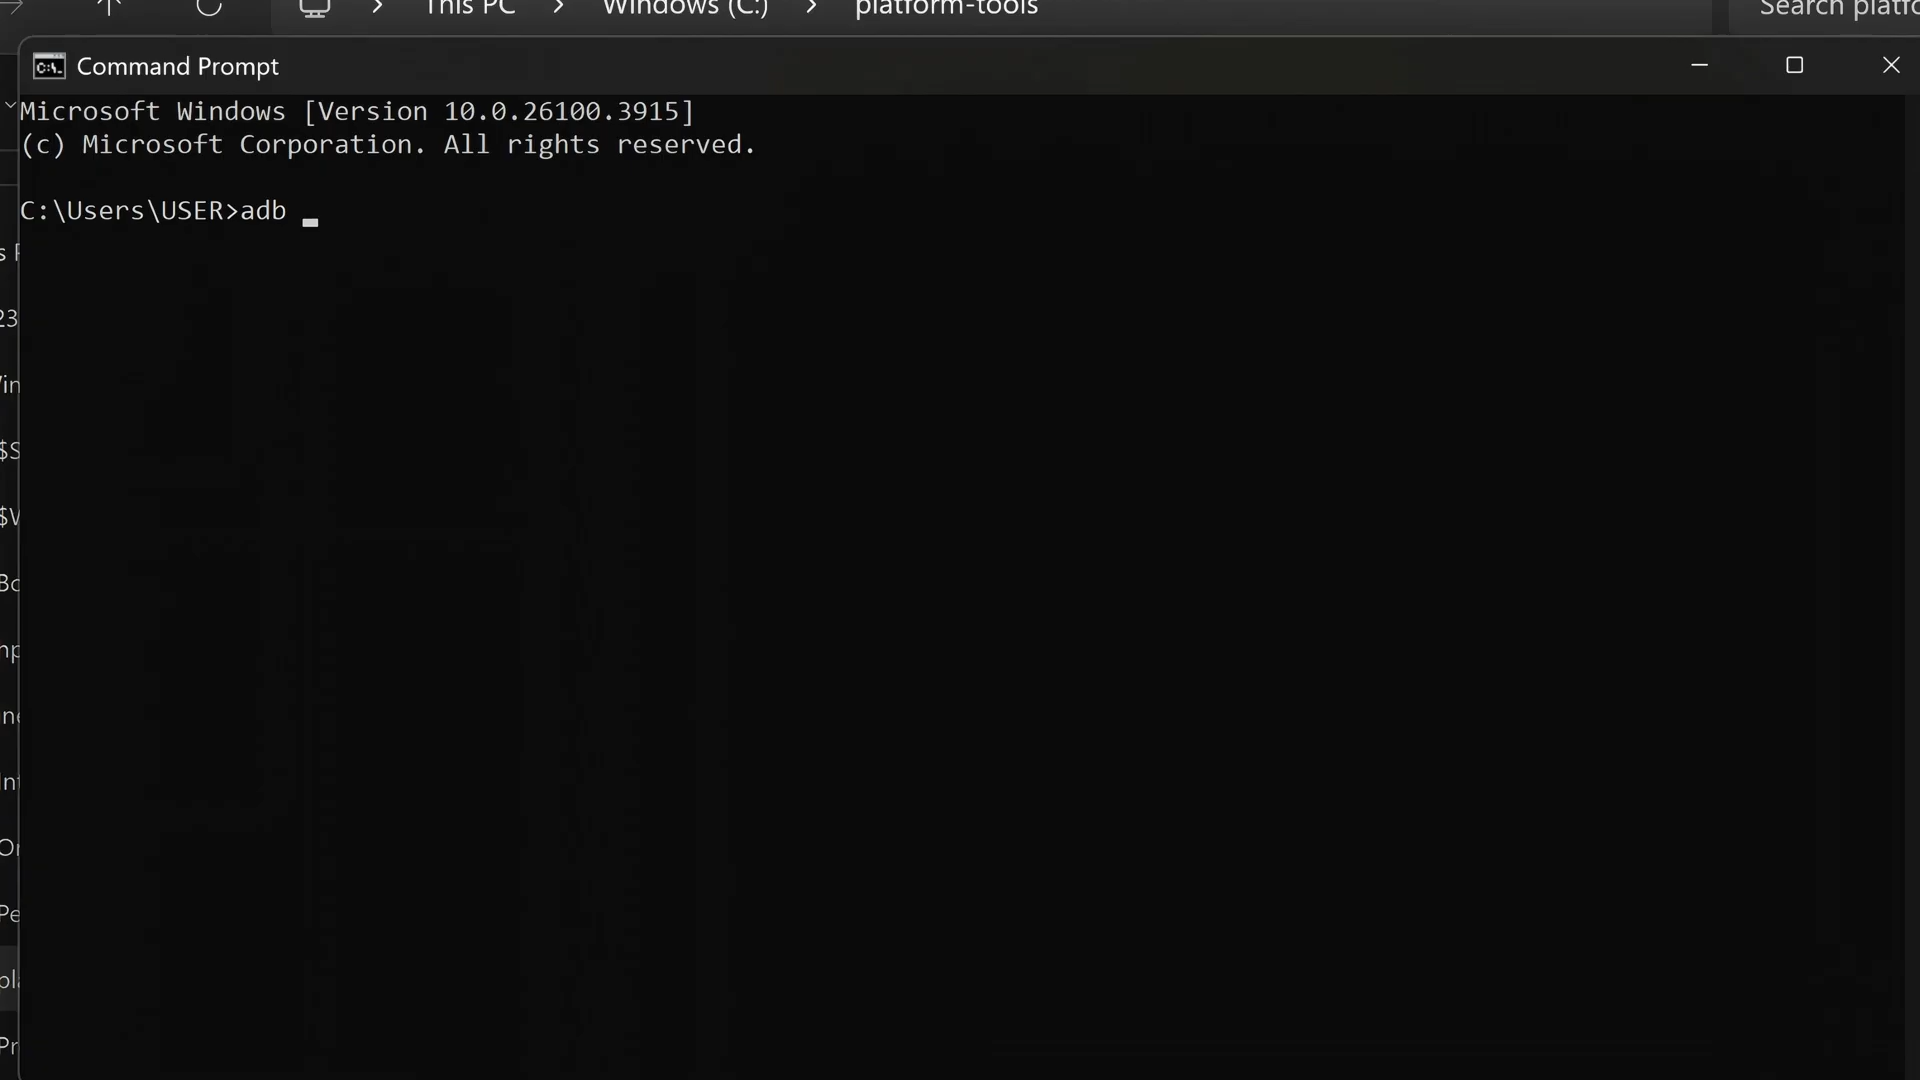 This PC > Windows (C:) > platform-tools
Search platfo
Command Prompt
Microsoft Windows [Version 10.0.26100.3915]
(c) Microsoft Corporation. All rights reserved.
C:\Users\USER>adb